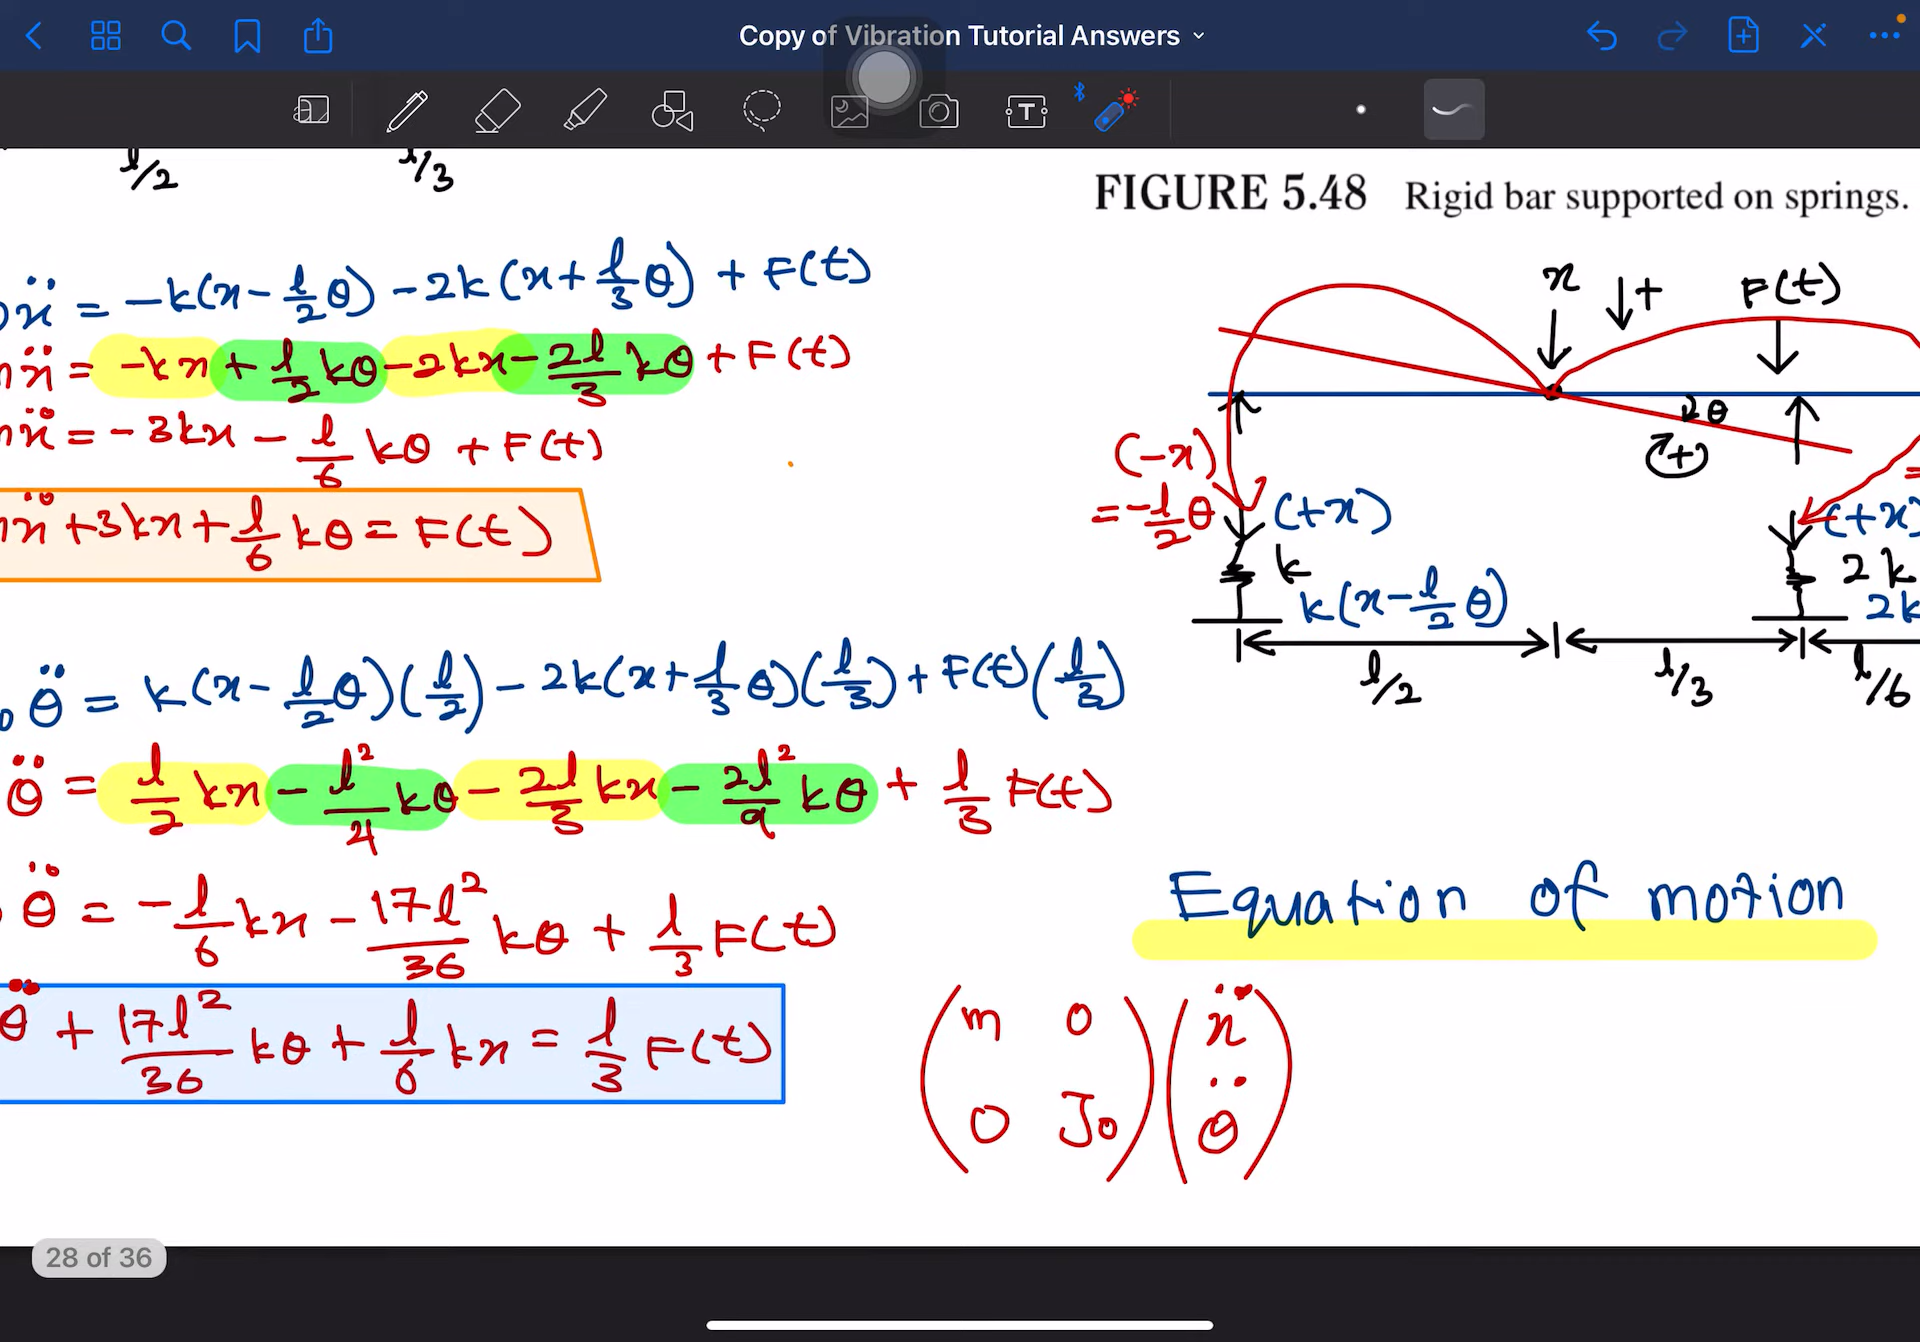 Copy of Vibration Tutorial Answers
T
l/2 l/3
FIGURE 5.48 Rigid bar supported on springs.
ẍ = -k(x - l/2 θ) - 2k(x + l/3 θ) + F(t)
ẍ = -kx + l/2 kθ - 2kx - 2l/3 kθ + F(t)
ẍ = -3kx - l/6 kθ + F(t)
ẍ + 3kx + l/6 kθ = F(t)
θ̈ = k(x - l/2 θ)(l/2) - 2k(x + l/3 θ)(l/3) + F(t)(l/3)
θ̈ = l/2 kx - l²/4 kθ - 2l/3 kx - 2l²/9 kθ + l/3 F(t)
θ̈ = -l/6 kx - 17l²/36 kθ + l/3 F(t)
θ̈ + 17l²/36 kθ + l/6 kx = l/3 F(t)
x ↓+ F(t)
θ
(+)
(-x)
= -l/2 θ
(+x)
(+x)
k
2k
k(x - l/2 θ)
2k
l/2 l/3 l/6
Equation of motion
(m 0) (ẍ)
(0 J₀) (θ̈)
28 of 36